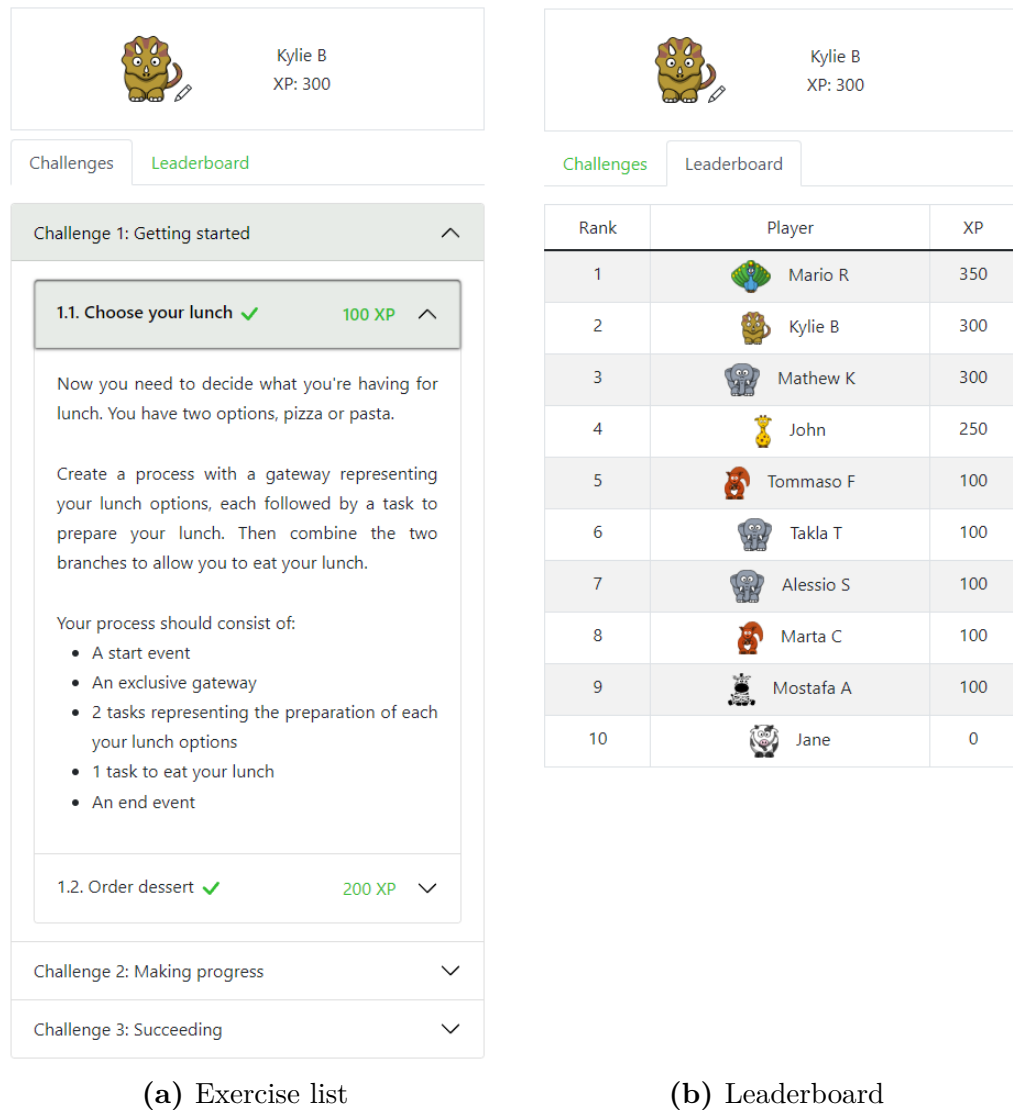 Kylie B
XP: 300
Challenges Leaderboard
Challenge 1: Getting started
1.1. Choose your lunch 100 XP
Now you need to decide what you're having for
lunch. You have two options, pizza or pasta.
Create a process with a gateway representing
your lunch options, each followed by a task to
prepare your lunch. Then combine the two
branches to allow you to eat your lunch.
Your process should consist of:
• A start event
• An exclusive gateway
• 2 tasks representing the preparation of each
your lunch options
• 1 task to eat your lunch
• An end event
1.2. Order dessert 200 XP
Challenge 2: Making progress
Challenge 3: Succeeding
(a) Exercise list
Kylie B
XP: 300
Challenges Leaderboard
Rank Player XP
1 Mario R 350
2 Kylie B 300
3 Mathew K 300
4 John 250
5 Tommaso F 100
6 Takla T 100
7 Alessio S 100
8 Marta C 100
9 Mostafa A 100
10 Jane 0
(b) Leaderboard